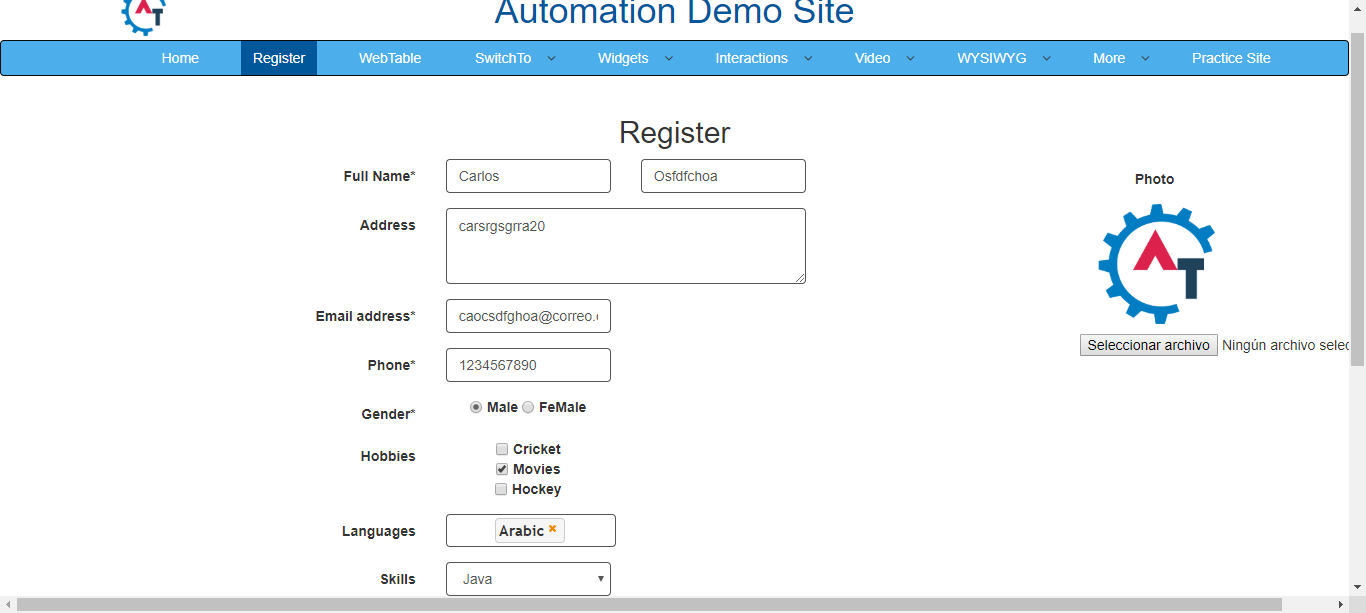 Automation Demo Site
Home Register WebTable SwitchTo Widgets Interactions Video WYSIWYG More Practice Site
Register
Full Name* Carlos Osfdfchoa
Photo
Address carsrgsgrra20
AT
Email address* caocsdfghoa@correo.
Seleccionar archivo Ningún archivo selec
Phone* 1234567890
Gender* Male FeMale
Hobbies Cricket
Movies
Hockey
Languages Arabic
Skills Java